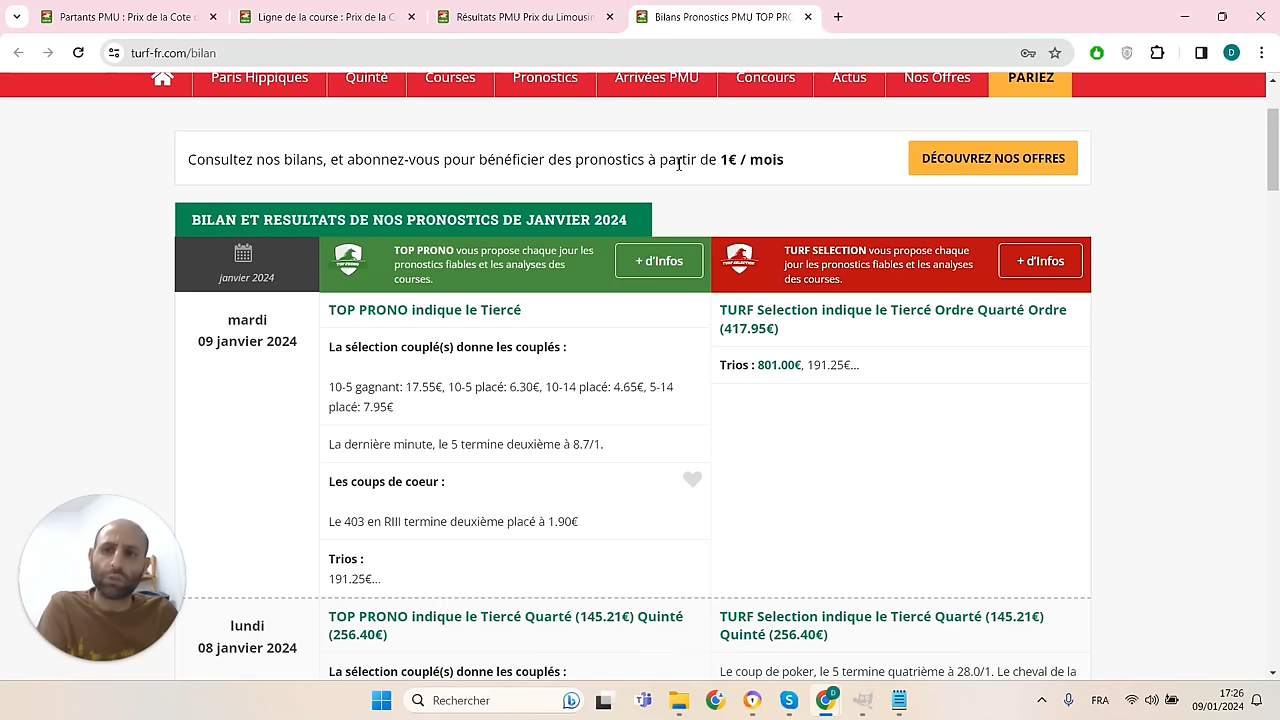 Partants PMU : Prix de la Cote d
Ligne de la course : Prix de la C
Résultats PMU Prix du Limousin
Bilans Pronostics PMU TOP PRO
turf-fr.com/bilan
D
Paris Hippiques
Quinté
Courses
Pronostics
Arrivées PMU
Concours
Actus
Nos Offres
PARIEZ
Consultez nos bilans, et abonnez-vous pour bénéficier des pronostics à partir de 1€ / mois
DÉCOUVREZ NOS OFFRES
BILAN ET RESULTATS DE NOS PRONOSTICS DE JANVIER 2024
janvier 2024
TOP PRONO vous propose chaque jour les
pronostics fiables et les analyses des
courses.
+ d'Infos
TURF SELECTION vous propose chaque
jour les pronostics fiables et les analyses
des courses.
+ d'Infos
mardi
09 janvier 2024
TOP PRONO indique le Tiercé
La sélection couplé(s) donne les couplés :
10-5 gagnant: 17.55€, 10-5 placé: 6.30€, 10-14 placé: 4.65€, 5-14
placé: 7.95€
La dernière minute, le 5 termine deuxième à 8.7/1.
Les coups de coeur :
Le 403 en RIII termine deuxième placé à 1.90€
Trios :
191.25€...
TURF Selection indique le Tiercé Ordre Quarté Ordre
(417.95€)
Trios : 801.00€, 191.25€...
lundi
08 janvier 2024
TOP PRONO indique le Tiercé Quarté (145.21€) Quinté
(256.40€)
La sélection couplé(s) donne les couplés :
TURF Selection indique le Tiercé Quarté (145.21€)
Quinté (256.40€)
Le coup de poker, le 5 termine quatrième à 28.0/1. Le cheval de la
Rechercher
D
FRA
17:26
09/01/2024